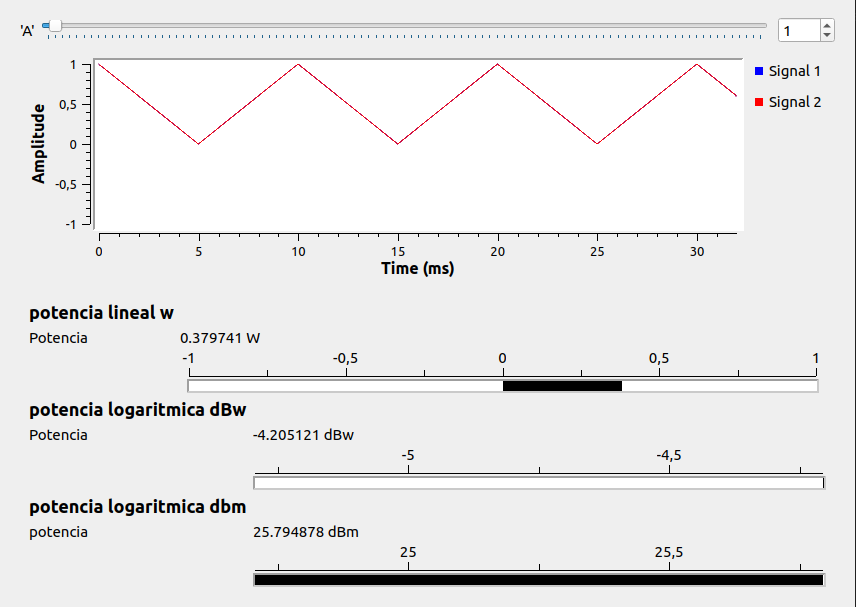 'A' 1
1
0,5
0
-0,5
-1
Amplitude
Signal 1
Signal 2
0 5 10 15 20 25 30
Time (ms)
potencia lineal w
Potencia 0.379741 W
-1 -0,5 0 0,5 1
potencia logaritmica dBw
Potencia -4.205121 dBw
-5 -4,5
potencia logaritmica dbm
potencia 25.794878 dBm
25 25,5